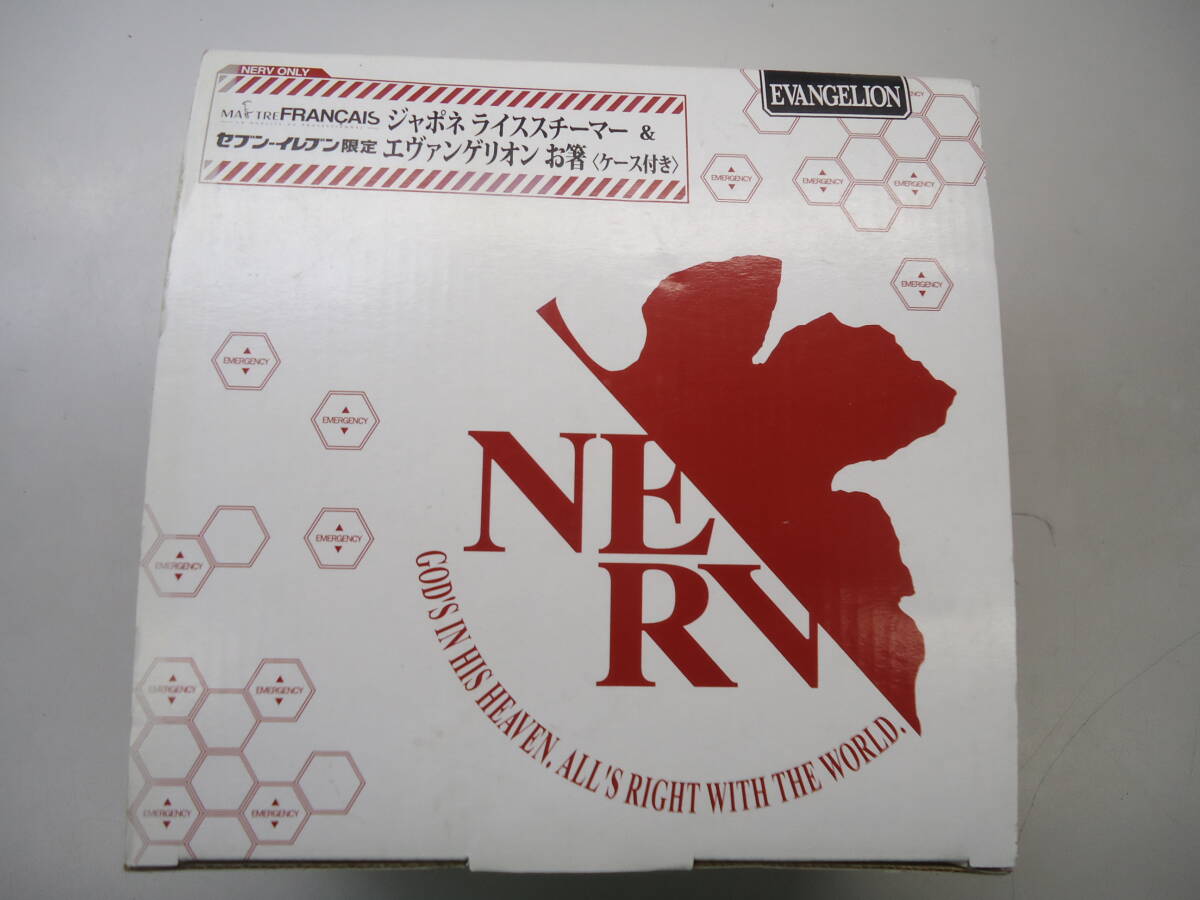 NERV ONLY
MAÎTRE FRANÇAIS ジャポネ ライススチーマー &
セブン-イレブン限定 エヴァンゲリオン お箸〈ケース付き〉
EVANGELION
EMERGENCY
EMERGENCY
EMERGENCY
EMERGENCY
EMERGENCY
EMERGENCY
EMERGENCY
EMERGENCY
NERV
GOD'S IN HIS HEAVEN. ALL'S RIGHT WITH THE WORLD.
EMERGENCY
EMERGENCY
EMERGENCY
EMERGENCY